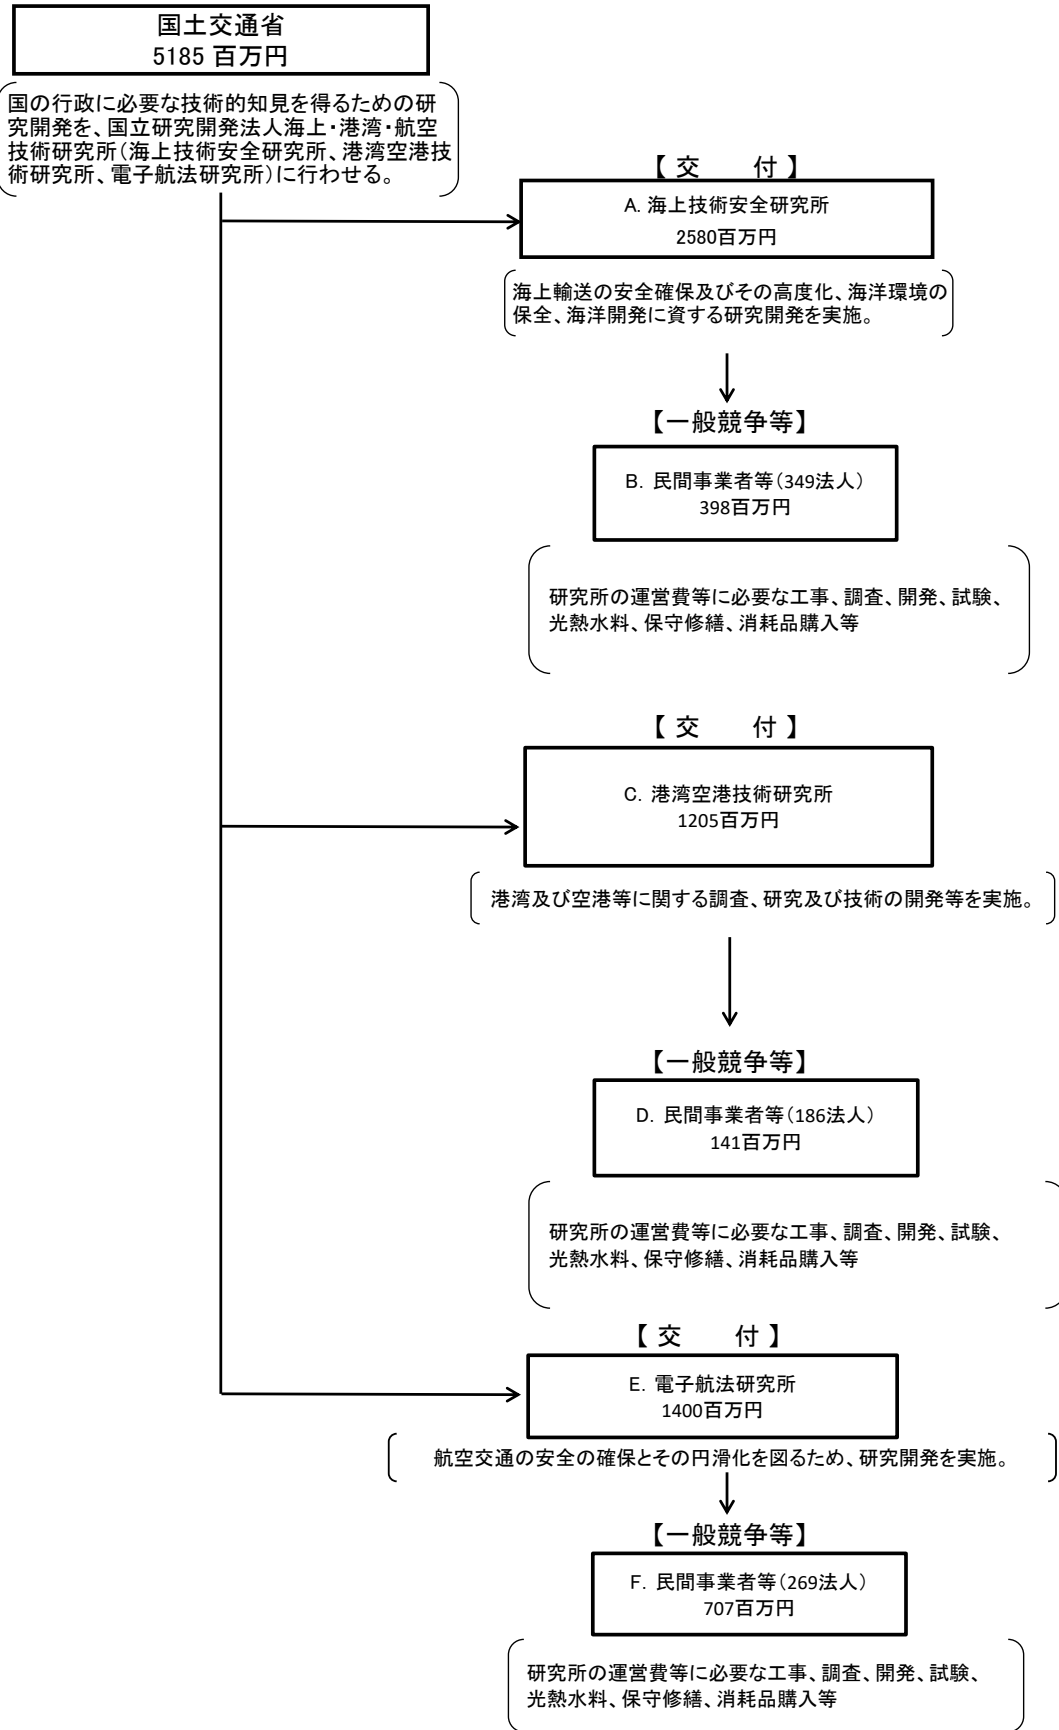 国土交通省
5185 百万円
国の行政に必要な技術的知見を得るための研
究開発を、国立研究開発法人海上・港湾・航空
技術研究所（海上技術安全研究所、港湾空港技
術研究所、電子航法研究所）に行わせる。
【 交　　付 】
A. 海上技術安全研究所
2580百万円
海上輸送の安全確保及びその高度化、海洋環境の
保全、海洋開発に資する研究開発を実施。
【一般競争等】
B. 民間事業者等（349法人）
398百万円
研究所の運営費等に必要な工事、調査、開発、試験、
光熱水料、保守修繕、消耗品購入等
【 交　　付 】
C. 港湾空港技術研究所
1205百万円
港湾及び空港等に関する調査、研究及び技術の開発等を実施。
【一般競争等】
D. 民間事業者等（186法人）
141百万円
研究所の運営費等に必要な工事、調査、開発、試験、
光熱水料、保守修繕、消耗品購入等
【 交　　付 】
E. 電子航法研究所
1400百万円
航空交通の安全の確保とその円滑化を図るため、研究開発を実施。
【一般競争等】
F. 民間事業者等（269法人）
707百万円
研究所の運営費等に必要な工事、調査、開発、試験、
光熱水料、保守修繕、消耗品購入等